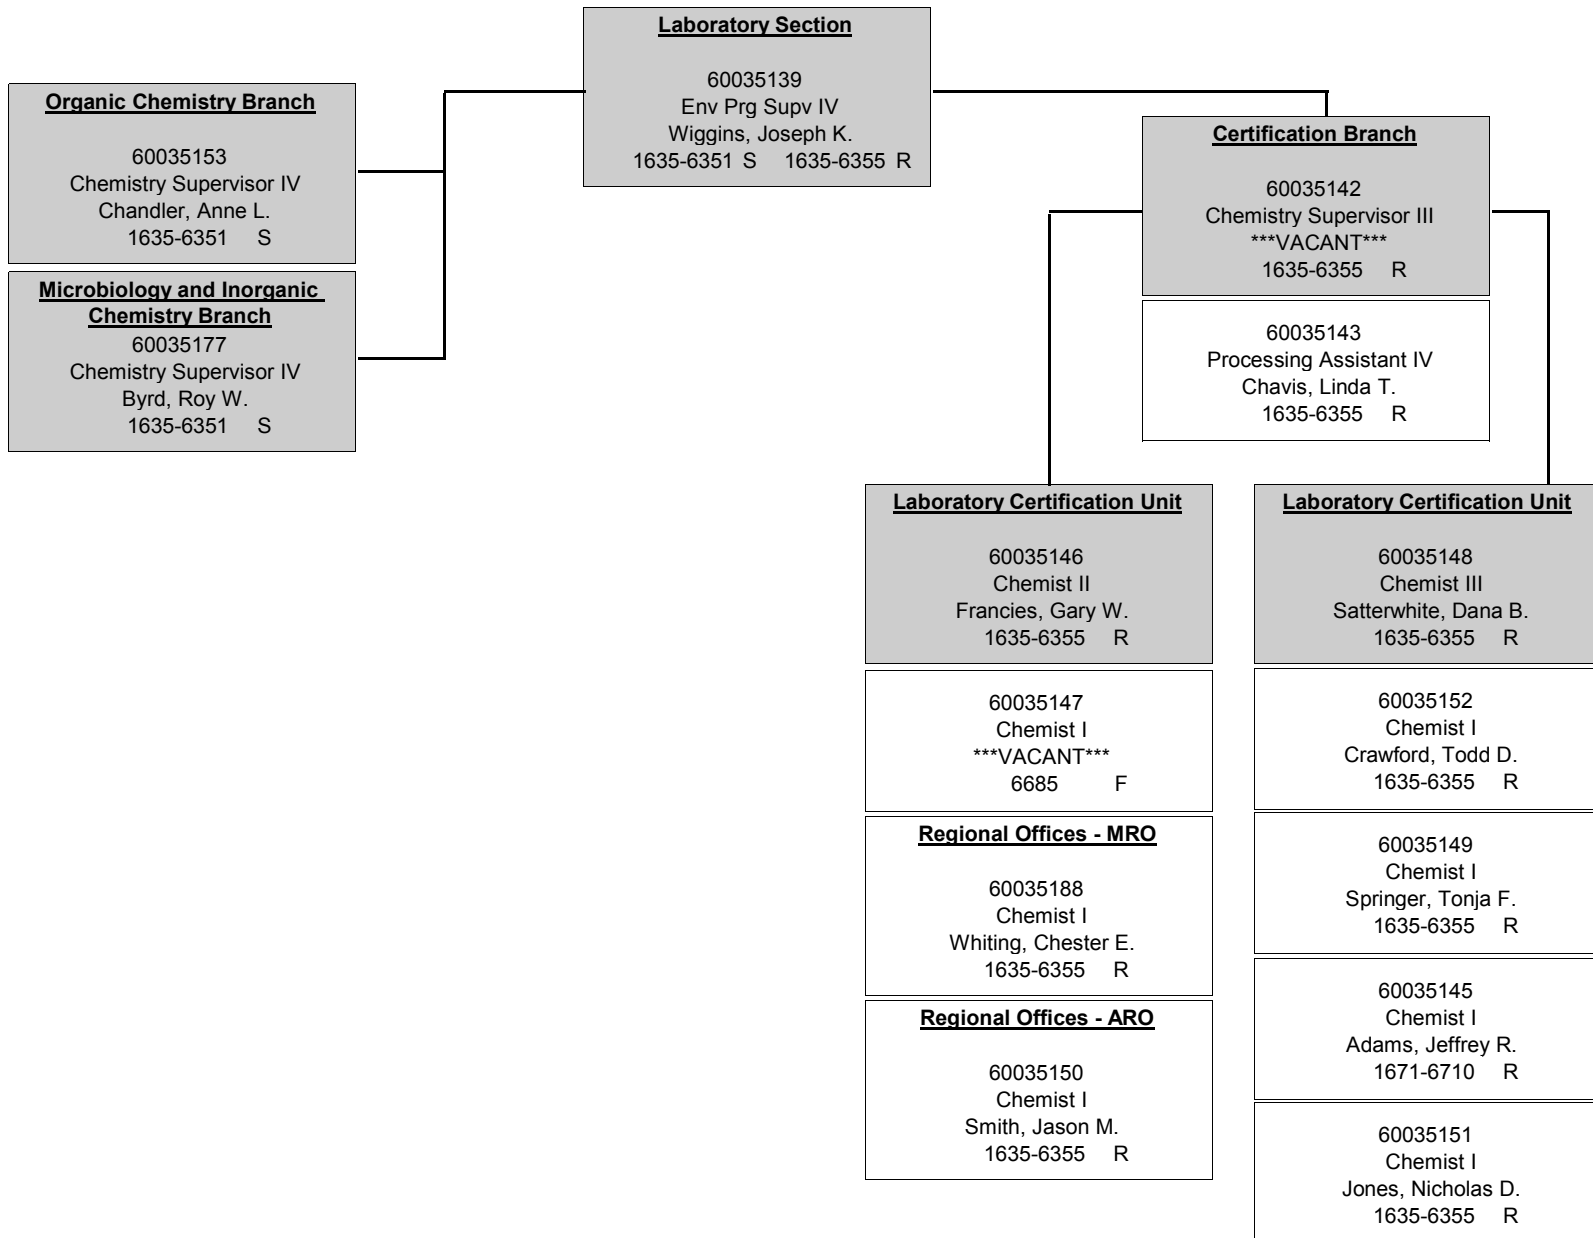 Laboratory Section
60035139
Env Prg Supv IV
Wiggins, Joseph K.
1635-6351 S 1635-6355 R
Organic Chemistry Branch
60035153
Chemistry Supervisor IV
Chandler, Anne L.
1635-6351 S
Microbiology and Inorganic
Chemistry Branch
60035177
Chemistry Supervisor IV
Byrd, Roy W.
1635-6351 S
Certification Branch
60035142
Chemistry Supervisor III
***VACANT***
1635-6355 R
60035143
Processing Assistant IV
Chavis, Linda T.
1635-6355 R
Laboratory Certification Unit
60035146
Chemist II
Francies, Gary W.
1635-6355 R
60035147
Chemist I
***VACANT***
6685 F
Regional Offices - MRO
60035188
Chemist I
Whiting, Chester E.
1635-6355 R
Regional Offices - ARO
60035150
Chemist I
Smith, Jason M.
1635-6355 R
Laboratory Certification Unit
60035148
Chemist III
Satterwhite, Dana B.
1635-6355 R
60035152
Chemist I
Crawford, Todd D.
1635-6355 R
60035149
Chemist I
Springer, Tonja F.
1635-6355 R
60035145
Chemist I
Adams, Jeffrey R.
1671-6710 R
60035151
Chemist I
Jones, Nicholas D.
1635-6355 R